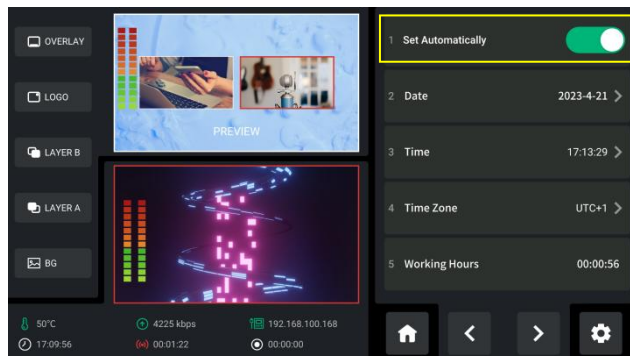 OVERLAY
LOGO
LAYER B
LAYER A
BG
PREVIEW
50°C
4225 kbps
192.168.100.168
17:09:56
00:01:22
00:00:00
1 Set Automatically
2 Date 2023-4-21
3 Time 17:13:29
4 Time Zone UTC+1
5 Working Hours 00:00:56